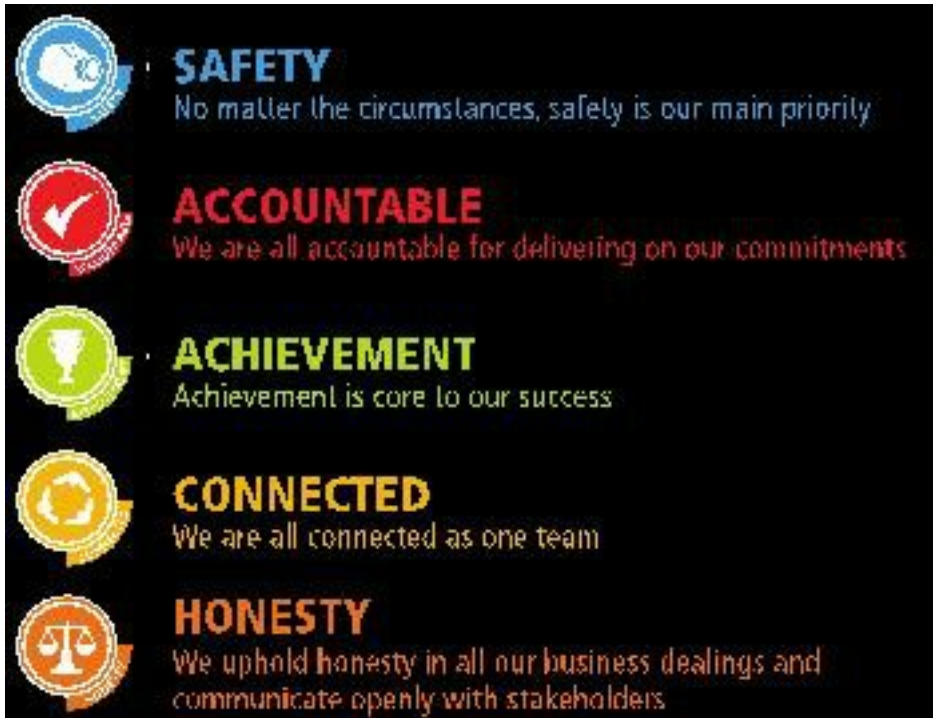 SAFETY
No matter the circumstances, safety is our main priority
ACCOUNTABLE
We are all accountable for delivering on our commitments
ACHIEVEMENT
Achievement is core to our success
CONNECTED
We are all connected as one team
HONESTY
We uphold honesty in all our business dealings and
communicate openly with stakeholders